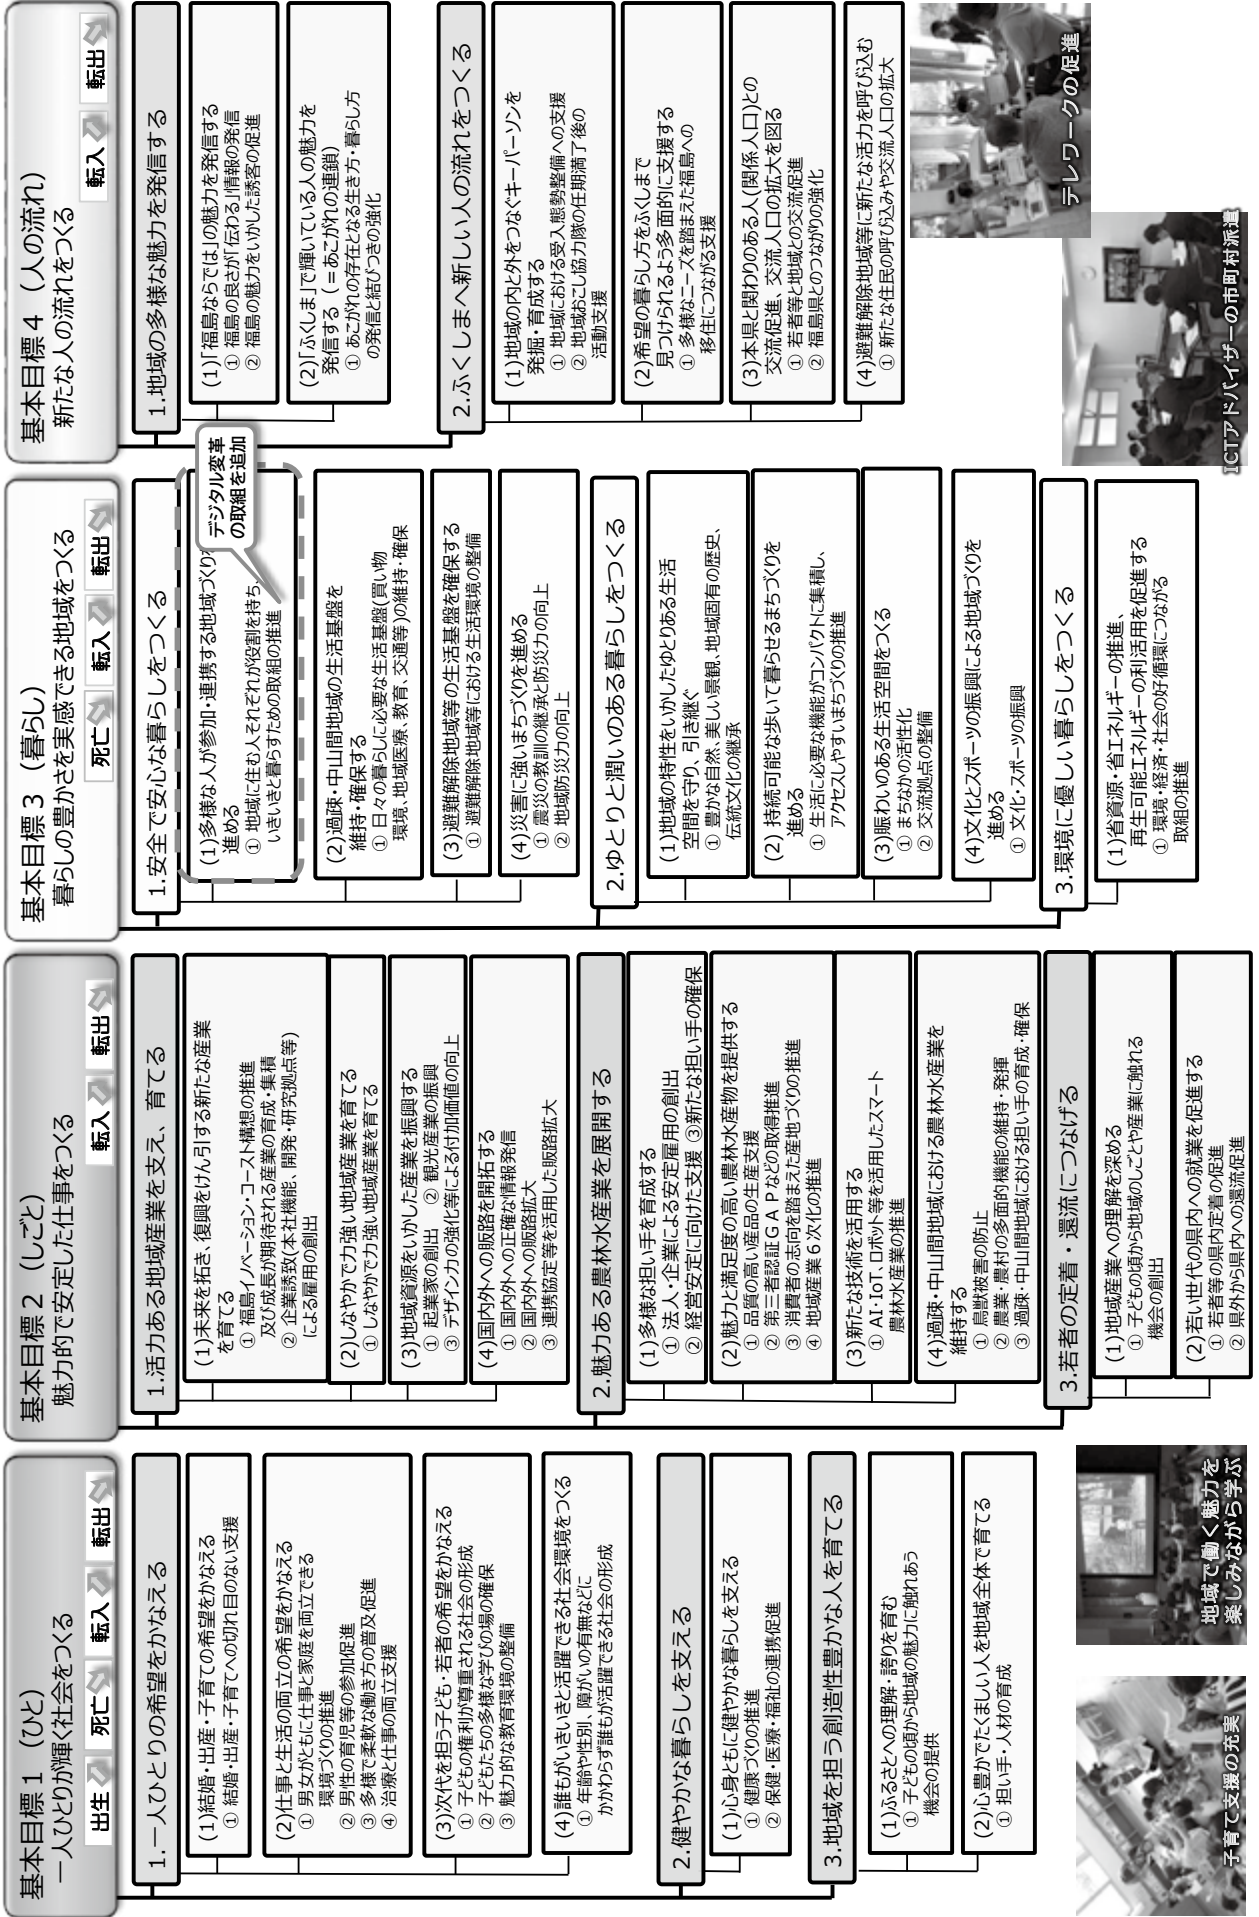 基本目標１（ひと）
一人ひとりが輝く社会をつくる
出生
死亡
転入
転出
1.一人ひとりの希望をかなえる
(1)結婚・出産・子育ての希望をかなえる
① 結婚・出産・子育てへの切れ目のない支援
(2)仕事と生活の両立の希望をかなえる
① 男女がともに仕事と家庭を両立できる
環境づくりの推進
② 男性の育児等の参加促進
③ 多様で柔軟な働き方の普及促進
④ 治療と仕事の両立支援
(3)次代を担う子ども・若者の希望をかなえる
① 子どもの権利が尊重される社会の形成
② 子どもたちの多様な学びの場の確保
③ 魅力的な教育環境の整備
(4)誰もがいきいきと活躍できる社会環境をつくる
① 年齢や性別、障がいの有無などに
かかわらず誰もが活躍できる社会の形成
2.健やかな暮らしを支える
(1)心身ともに健やかな暮らしを支える
① 健康づくりの推進
② 保健・医療・福祉の連携促進
3.地域を担う創造性豊かな人を育てる
(1)ふるさとへの理解・誇りを育む
① 子どもの頃から地域の魅力に触れあう
機会の提供
(2)心豊かでたくましい人を地域全体で育てる
① 担い手・人材の育成
子育て支援の充実
地域で働く魅力を
楽しみながら学ぶ
基本目標２（しごと）
魅力的で安定した仕事をつくる
転入
転出
1.活力ある地域産業を支え、育てる
(1)未来を拓き、復興をけん引する新たな産業
を育てる
① 福島イノベーション・コースト構想の推進
及び成長が期待される産業の育成・集積
② 企業誘致(本社機能、開発・研究拠点等)
による雇用の創出
(2)しなやかで力強い地域産業を育てる
① しなやかで力強い地域産業を育てる
(3)地域資源をいかした産業を振興する
① 起業家の創出 ② 観光産業の振興
③ デザイン力の強化等による付加価値の向上
(4)国内外への販路を開拓する
① 国内外への正確な情報発信
② 国内外への販路拡大
③ 連携協定等を活用した販路拡大
2.魅力ある農林水産業を展開する
(1)多様な担い手を育成する
① 法人・企業による安定雇用の創出
② 経営安定に向けた支援 ③新たな担い手の確保
(2)魅力と満足度の高い農林水産物を提供する
① 品質の高い産品の生産支援
② 第三者認証ＧＡＰなどの取得推進
③ 消費者の志向を踏まえた産地づくりの推進
④ 地域産業６次化の推進
(3)新たな技術を活用する
① AI・IoT、ロボット等を活用したスマート
農林水産業の推進
(4)過疎・中山間地域における農林水産業を
維持する
① 鳥獣被害の防止
② 農業・農村の多面的機能の維持・発揮
③ 過疎・中山間地域における担い手の育成・確保
3.若者の定着・還流につなげる
(1)地域産業への理解を深める
① 子どもの頃から地域のしごとや産業に触れる
機会の創出
(2)若い世代の県内への就業を促進する
① 若者等の県内定着の促進
② 県外から県内への還流促進
基本目標３（暮らし）
暮らしの豊かさを実感できる地域をつくる
死亡
転入
転出
1.安全で安心な暮らしをつくる
(1)多様な人が参加・連携する地域づくりを
進める
① 地域に住む人それぞれが役割を持ち、
いきいきと暮らすための取組の推進
デジタル変革
の取組を追加
(2)過疎・中山間地域の生活基盤を
維持・確保する
① 日々の暮らしに必要な生活基盤(買い物
環境、地域医療、教育、交通等)の維持・確保
(3)避難解除地域等の生活基盤を確保する
① 避難解除地域等における生活環境の整備
(4)災害に強いまちづくりを進める
① 震災の教訓の継承と防災力の向上
② 地域防災力の向上
2.ゆとりと潤いのある暮らしをつくる
(1)地域の特性をいかしたゆとりある生活
空間を守り、引き継ぐ
① 豊かな自然、美しい景観、地域固有の歴史、
伝統文化の継承
(2) 持続可能な歩いて暮らせるまちづくりを
進める
① 生活に必要な機能がコンパクトに集積し、
アクセスしやすいまちづくりの推進
(3)賑わいのある生活空間をつくる
① まちなかの活性化
② 交流拠点の整備
(4)文化とスポーツの振興による地域づくりを
進める
① 文化・スポーツの振興
3.環境に優しい暮らしをつくる
(1)省資源・省エネルギーの推進、
再生可能エネルギーの利活用を促進する
① 環境・経済・社会の好循環につながる
取組の推進
基本目標４（人の流れ）
新たな人の流れをつくる
転入
転出
1.地域の多様な魅力を発信する
(1)「福島ならでは」の魅力を発信する
① 福島の良さが「伝わる」情報の発信
② 福島の魅力をいかした誘客の促進
(2)「ふくしま」で輝いている人の魅力を
発信する（＝あこがれの連鎖）
① あこがれの存在となる生き方・暮らし方
の発信と結びつきの強化
2.ふくしまへ新しい人の流れをつくる
(1)地域の内と外をつなぐキーパーソンを
発掘・育成する
① 地域における受入態勢整備への支援
② 地域おこし協力隊の任期満了後の
活動支援
(2)希望の暮らし方をふくしまで
見つけられるよう多面的に支援する
① 多様なニーズを踏まえた福島への
移住につながる支援
(3)本県と関わりのある人(関係人口)との
交流促進、交流人口の拡大を図る
① 若者等と地域との交流促進
② 福島県とのつながりの強化
(4)避難解除地域等に新たな活力を呼び込む
① 新たな住民の呼び込みや交流人口の拡大
ICTアドバイザーの市町村派遣
テレワークの促進